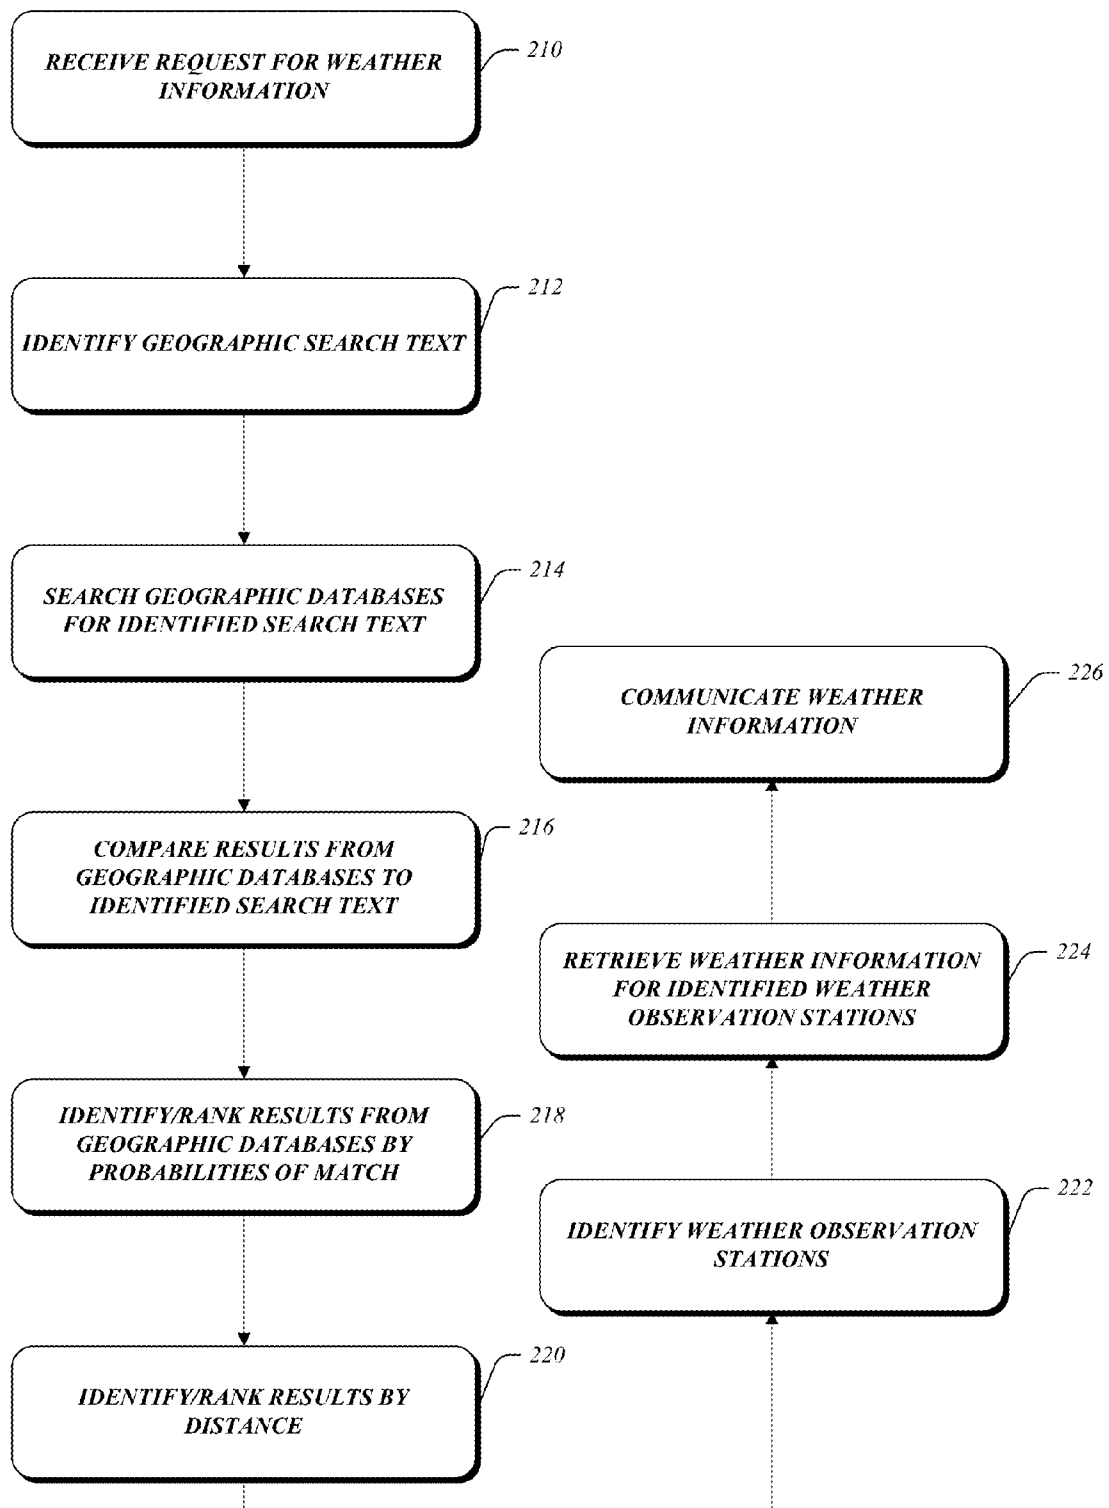 RECEIVE REQUEST FOR WEATHER
INFORMATION
210
IDENTIFY GEOGRAPHIC SEARCH TEXT
212
SEARCH GEOGRAPHIC DATABASES
FOR IDENTIFIED SEARCH TEXT
214
COMPARE RESULTS FROM
GEOGRAPHIC DATABASES TO
IDENTIFIED SEARCH TEXT
216
IDENTIFY/RANK RESULTS FROM
GEOGRAPHIC DATABASES BY
PROBABILITIES OF MATCH
218
IDENTIFY/RANK RESULTS BY
DISTANCE
220
IDENTIFY WEATHER OBSERVATION
STATIONS
222
RETRIEVE WEATHER INFORMATION
FOR IDENTIFIED WEATHER
OBSERVATION STATIONS
224
COMMUNICATE WEATHER
INFORMATION
226